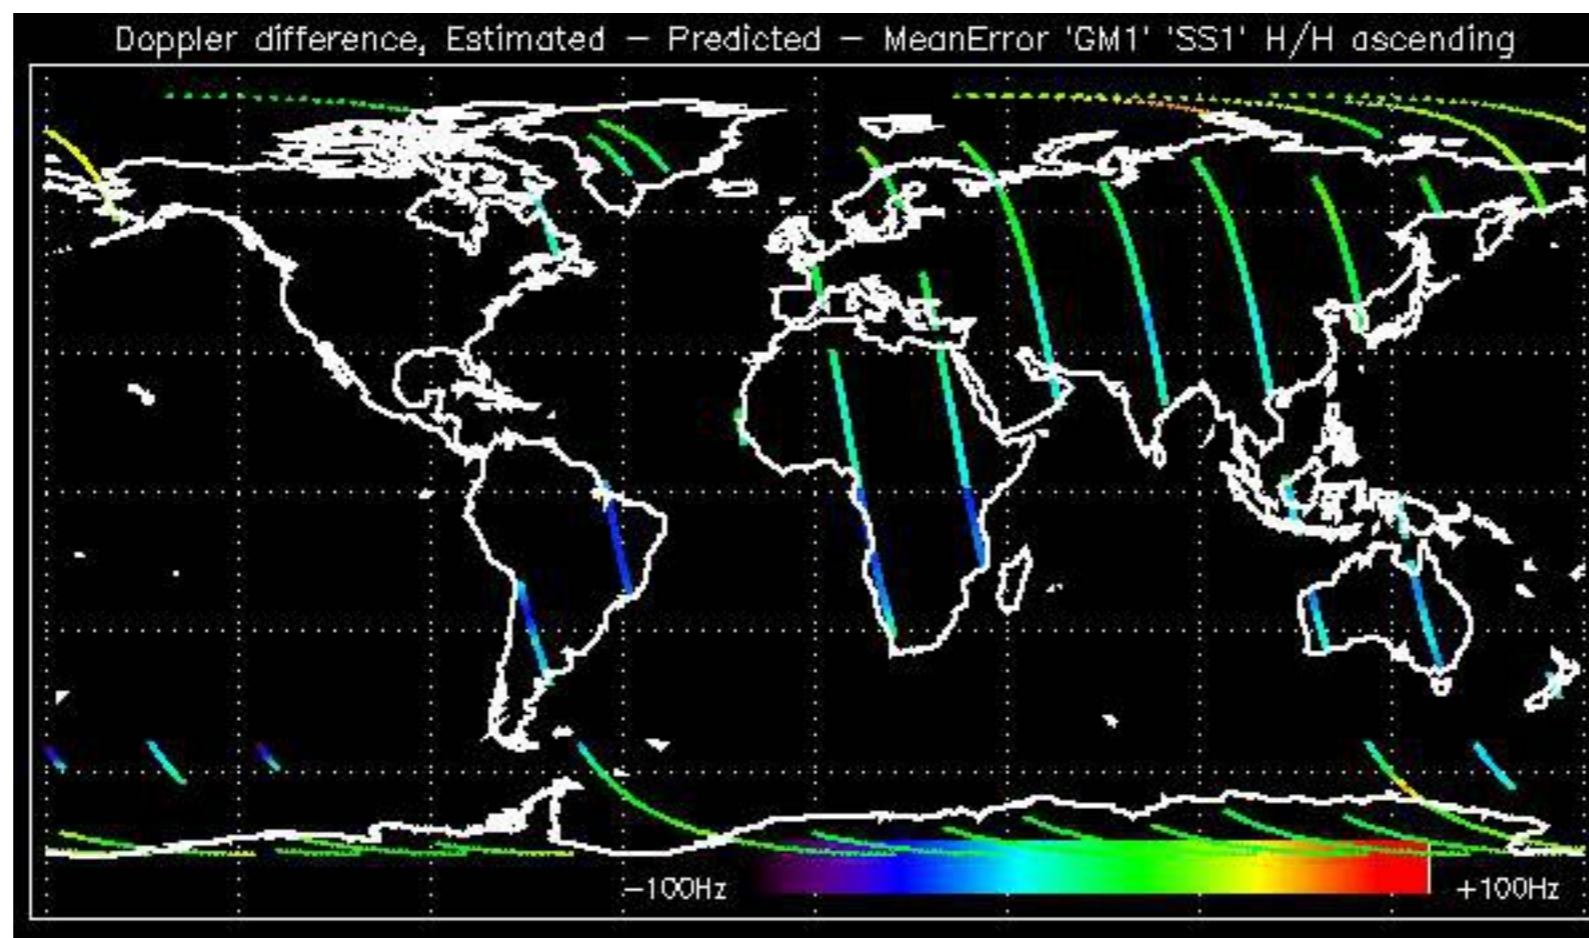 Doppler difference, Estimated – Predicted – MeanError 'GM1' 'SS1' H/H ascending
-100Hz
+100Hz